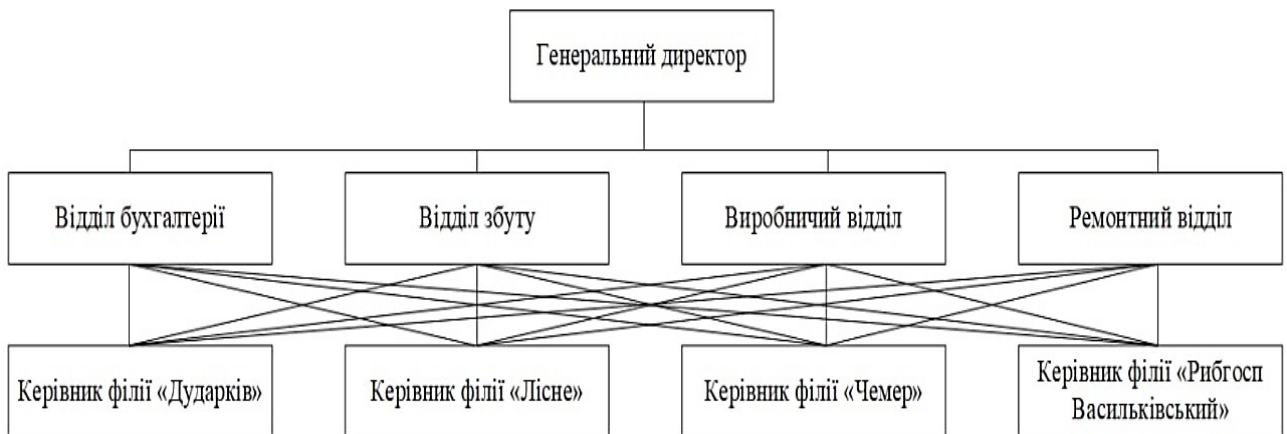 Генеральний директор
Відділ бухгалтерії
Відділ збуту
Виробничий відділ
Ремонтний відділ
Керівник філії «Дударків»
Керівник філії «Лісне»
Керівник філії «Чемер»
Керівник філії «Рибгосп
Васильківський»